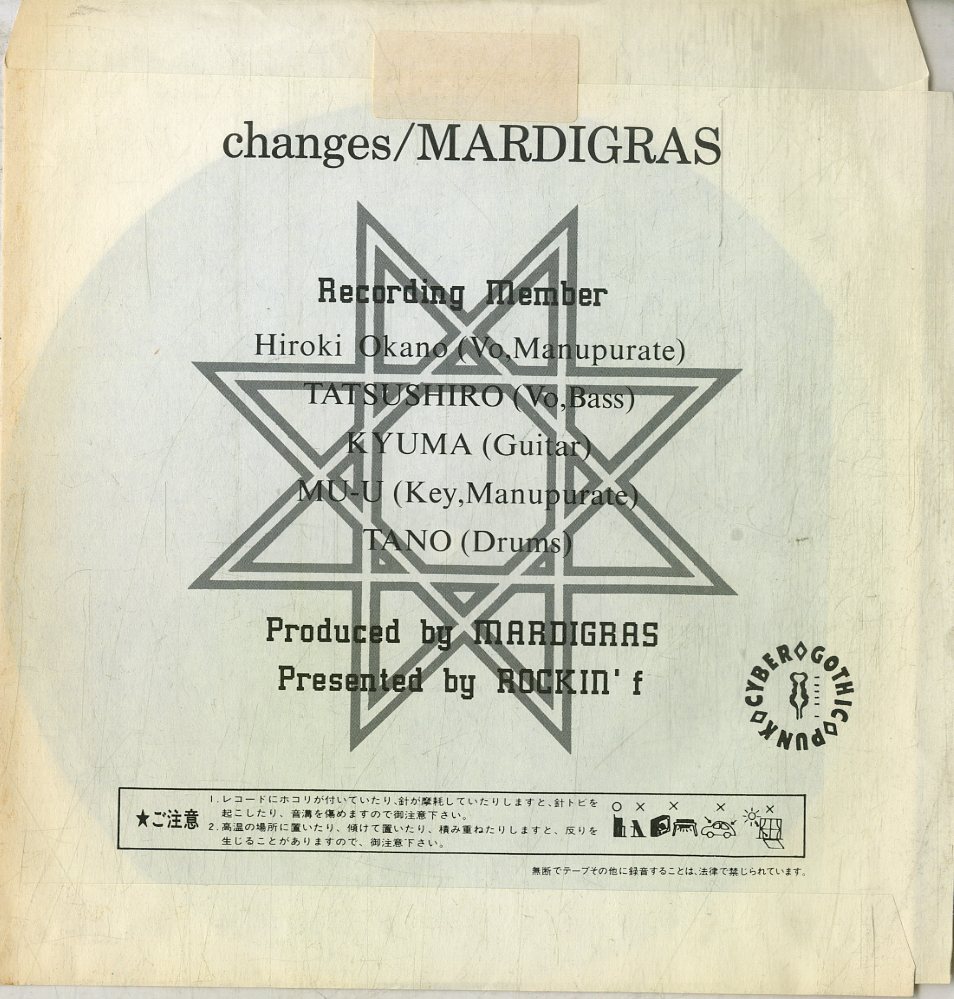 changes/MARDIGRAS
Recording Member
Hiroki Okano (Vo,Manupurate)
TATSUSHIRO (Vo,Bass)
KYUMA (Guitar)
MU-U (Key,Manupurate)
TANO (Drums)
Produced by MARDIGRAS
Presented by ROCKIN' f
CYBER◇GOTHIC◇PUNK◇
★ご注意
1.レコードにホコリが付いていたり、針が摩耗していたりしますと、針トビを
起こしたり、音溝を傷めますので御注意下さい。
2.高温の場所に置いたり、傾けて置いたり、積み重ねたりしますと、反りを
生じることがありますので、御注意下さい。
○ × × × ×
無断でテープその他に録音することは、法律で禁じられています。